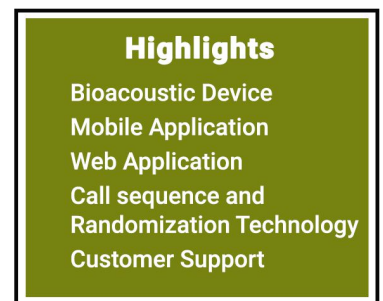 Highlights
Bioacoustic Device
Mobile Application
Web Application
Call sequence and
Randomization Technology
Customer Support